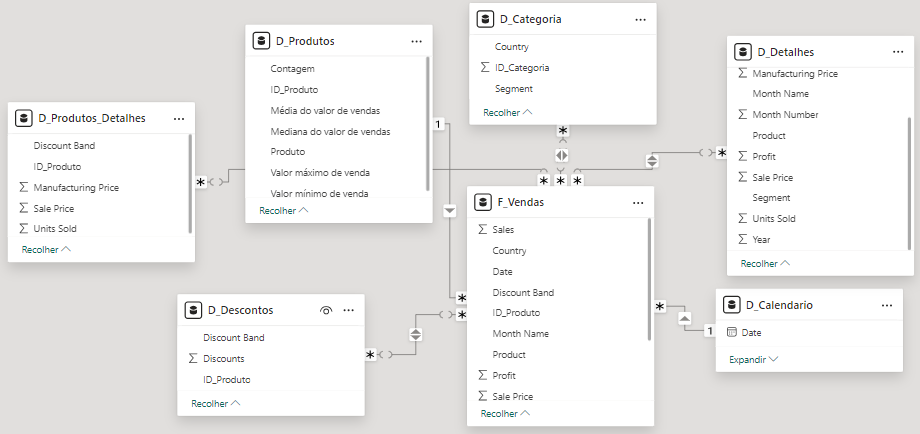 D_Produtos_Detalhes
Discount Band
ID_Produto
Manufacturing Price
Sale Price
Units Sold
Recolher
D_Produtos
Contagem
ID_Produto
Média do valor de vendas
Mediana do valor de vendas
Produto
Valor máximo de venda
Valor mínimo de venda
Recolher
D_Categoria
Country
ID_Categoria
Segment
Recolher
D_Detalhes
Manufacturing Price
Month Name
Month Number
Product
Profit
Sale Price
Segment
Units Sold
Year
Recolher
F_Vendas
Sales
Country
Date
Discount Band
ID_Produto
Month Name
Product
Profit
Sale Price
Recolher
D_Descontos
Discount Band
Discounts
ID_Produto
Recolher
D_Calendario
Date
Expandir
1
1